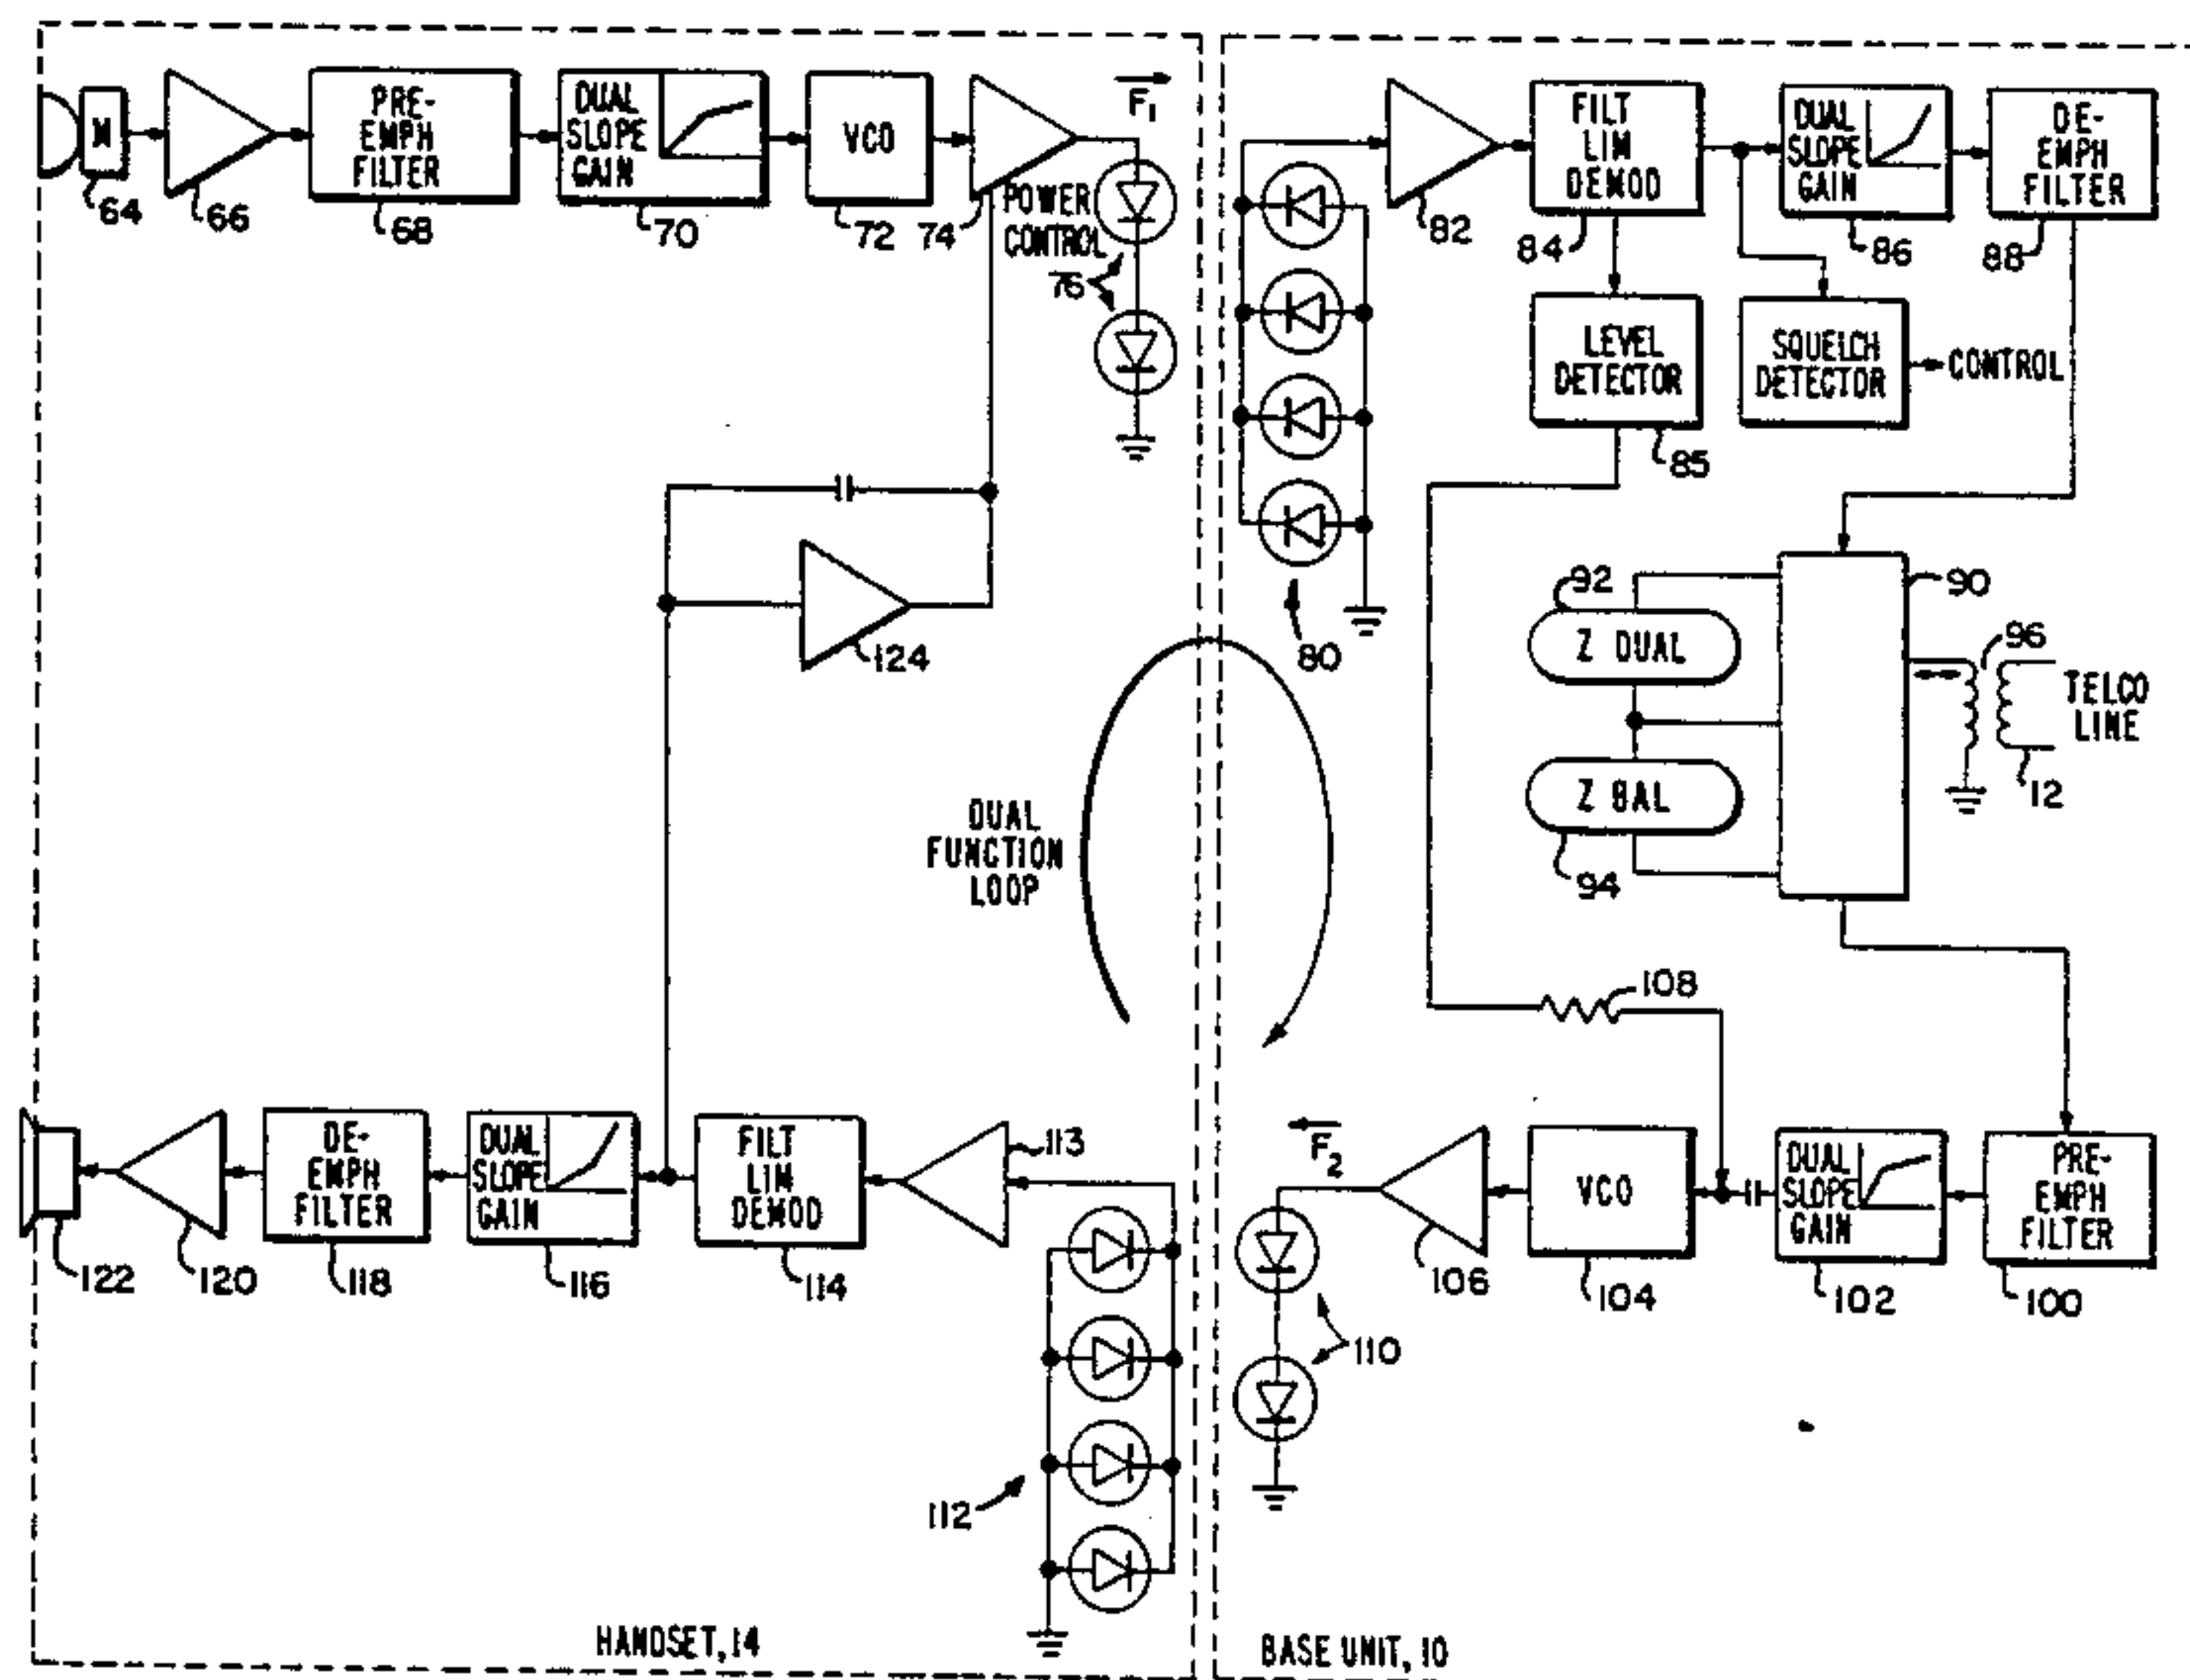 F1
F2
M
64
66
PRE-
EMPH
FILTER
68
DUAL
SLOPE
GAIN
70
VCO
72
74
POWER
CONTROL
76
82
FILT
LIM
DEMOD
84
DUAL
SLOPE
GAIN
86
DE-
EMPH
FILTER
88
LEVEL
DETECTOR
85
SQUELCH
DETECTOR
CONTROL
80
124
92
Z DUAL
90
96
TELCO
LINE
12
Z BAL
94
DUAL
FUNCTION
LOOP
108
122
120
DE-
EMPH
FILTER
118
DUAL
SLOPE
GAIN
116
FILT
LIM
DEMOD
114
113
112
110
106
VCO
104
DUAL
SLOPE
GAIN
102
PRE-
EMPH
FILTER
100
HANDSET, 14
BASE UNIT, 10